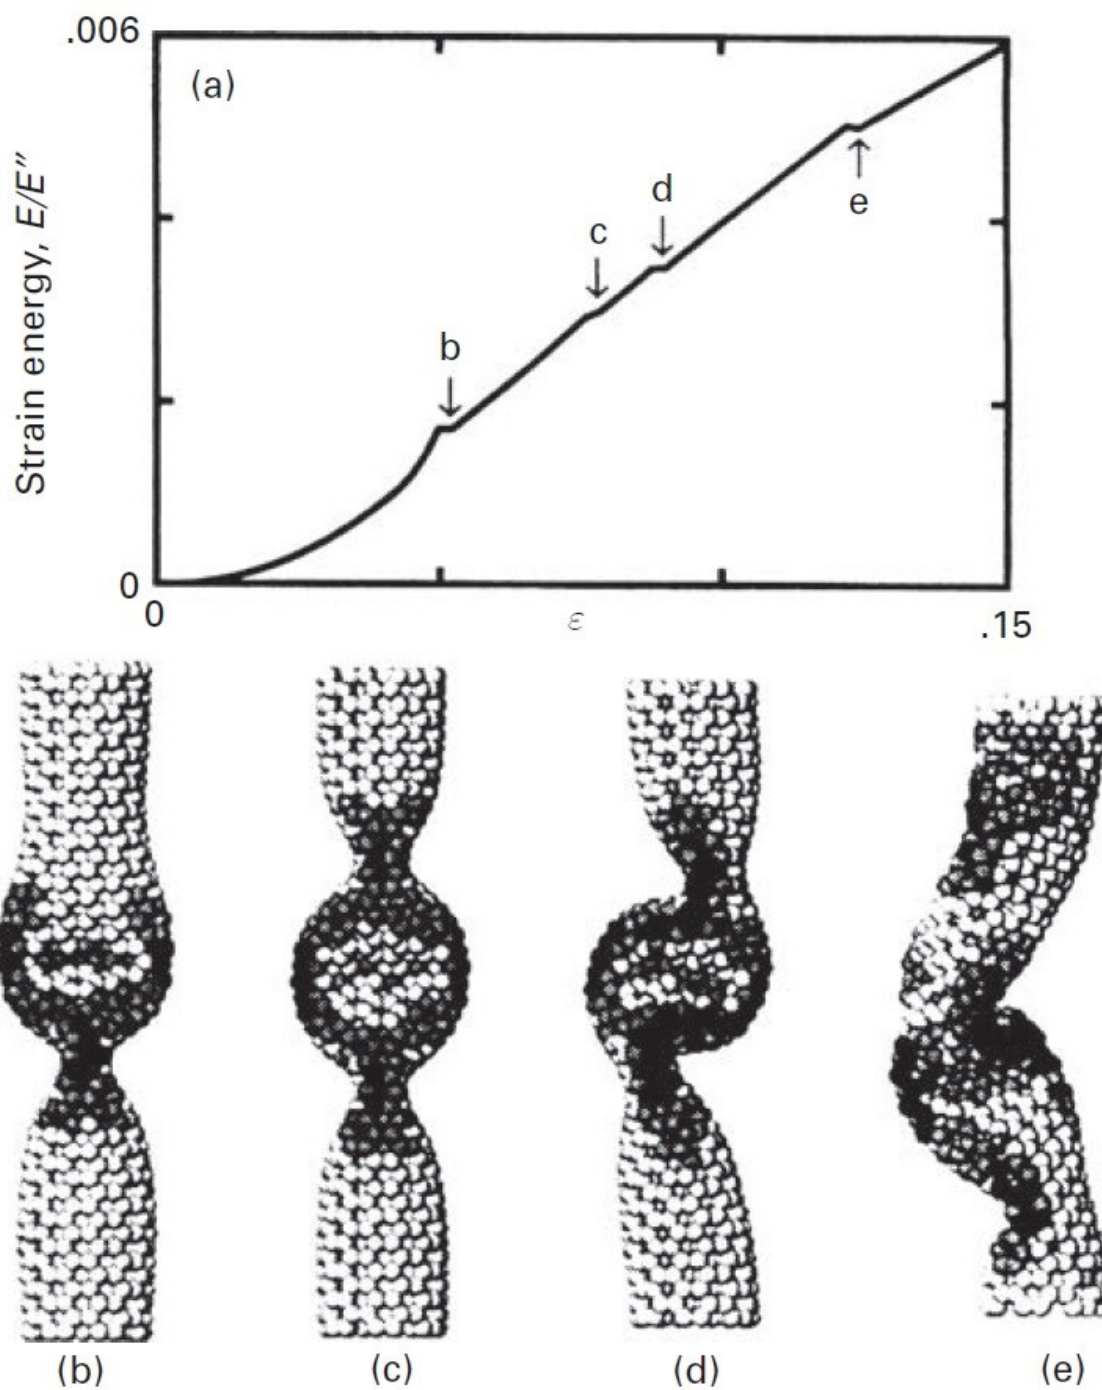 .006
(a)
Strain energy, E/E″
d
c
e
b
0
0
ε
.15
(b)
(c)
(d)
(e)